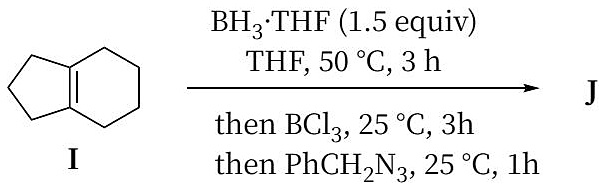 BH₃·THF (1.5 equiv)
THF, 50 °C, 3 h
J
then BCl₃, 25 °C, 3h
then PhCH₂N₃, 25 °C, 1h
I